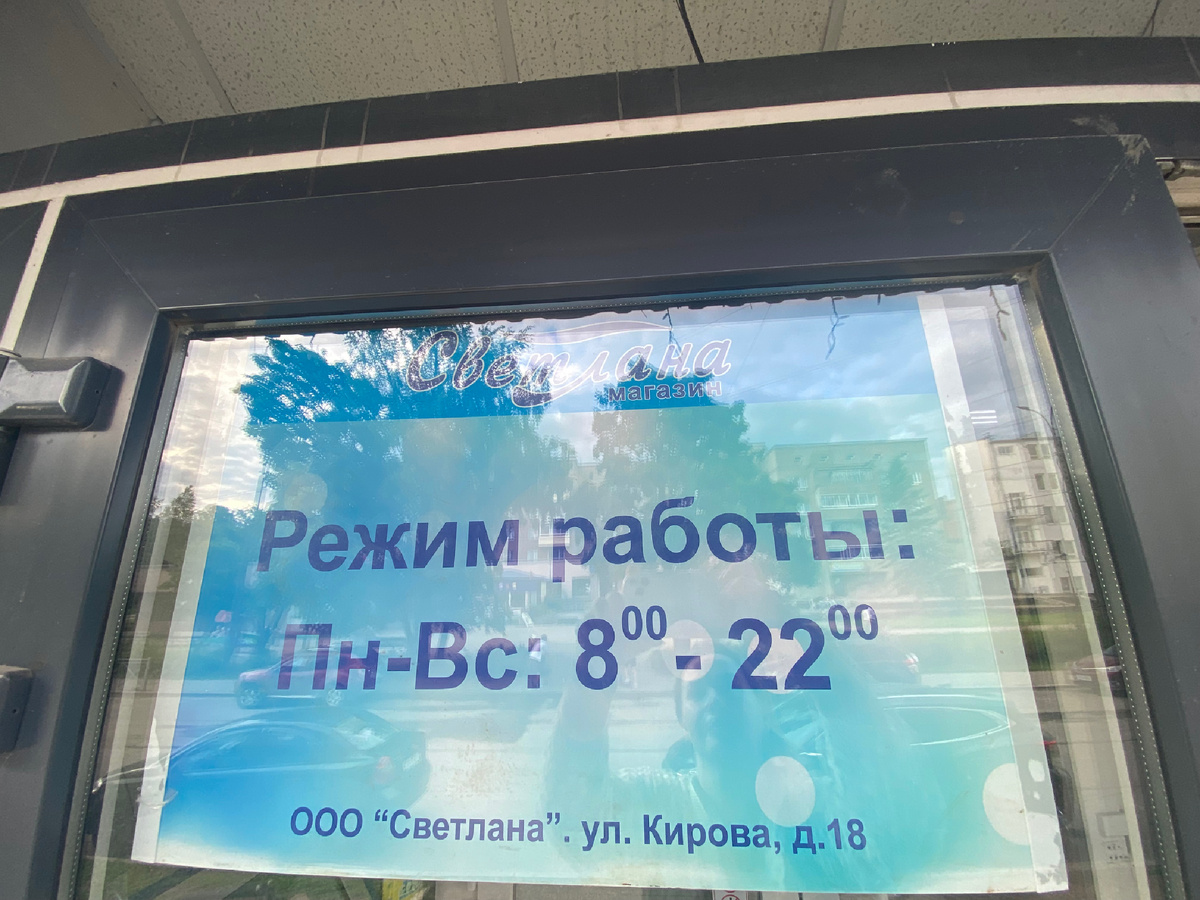 Светлана
магазин
Режим работы:
Пн-Вс: 8⁰⁰ - 22⁰⁰
ООО “Светлана”. ул. Кирова, д.18